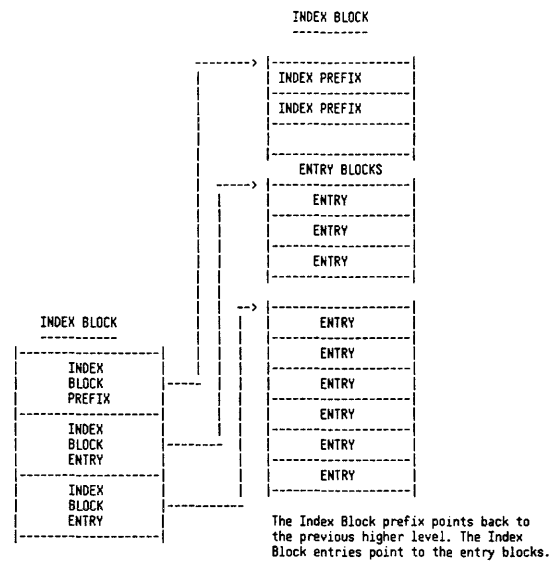 INDEX BLOCK
INDEX PREFIX
INDEX PREFIX
ENTRY BLOCKS
ENTRY
ENTRY
ENTRY
ENTRY
ENTRY
ENTRY
ENTRY
ENTRY
ENTRY
INDEX BLOCK
INDEX
BLOCK
PREFIX
INDEX
BLOCK
ENTRY
INDEX
BLOCK
ENTRY
The Index Block prefix points back to
the previous higher level. The Index
Block entries point to the entry blocks.